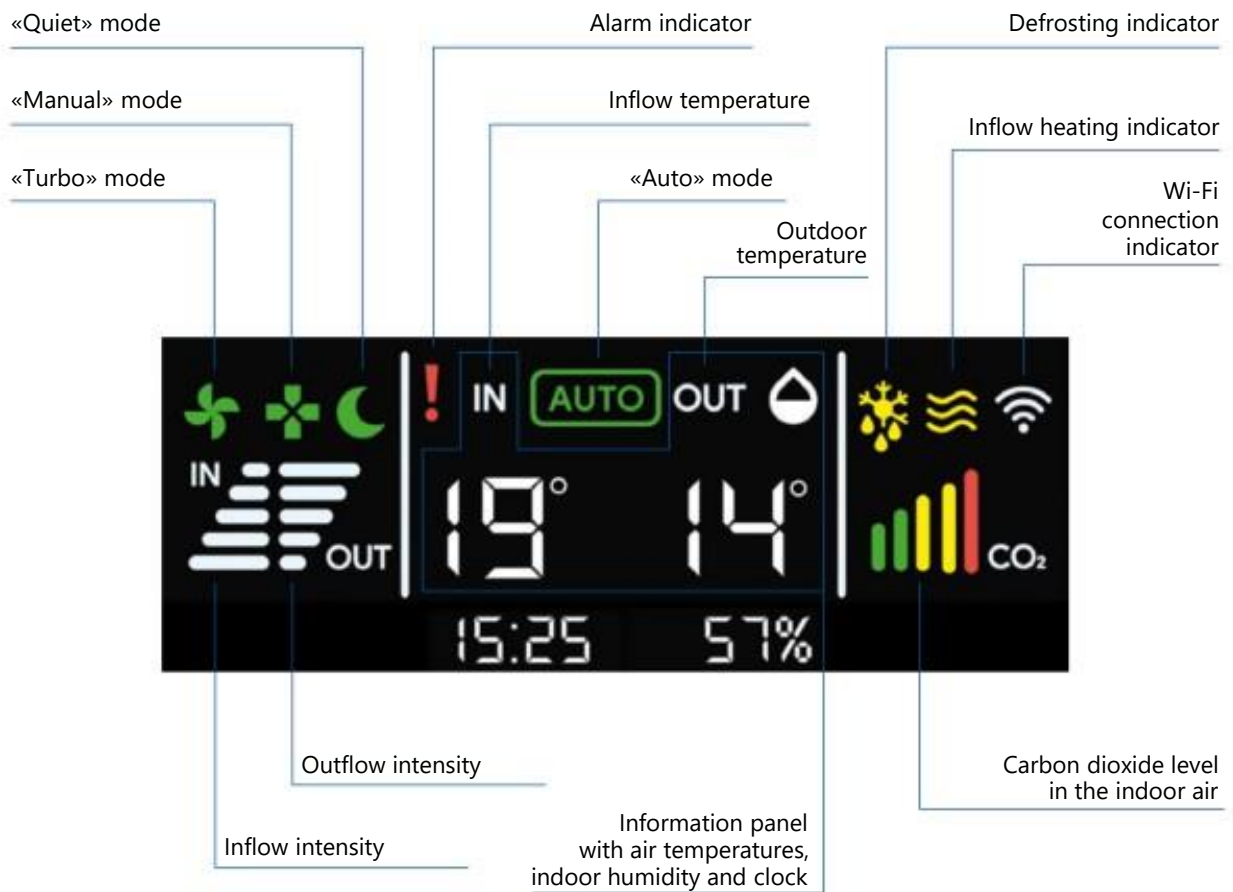 «Quiet» mode
Alarm indicator
Defrosting indicator
«Manual» mode
Inflow temperature
Inflow heating indicator
«Turbo» mode
«Auto» mode
Wi-Fi
connection
indicator
Outdoor
temperature
IN
AUTO
OUT
IN
19°
14°
OUT
CO₂
15:25
57%
Outflow intensity
Carbon dioxide level
in the indoor air
Inflow intensity
Information panel
with air temperatures,
indoor humidity and clock